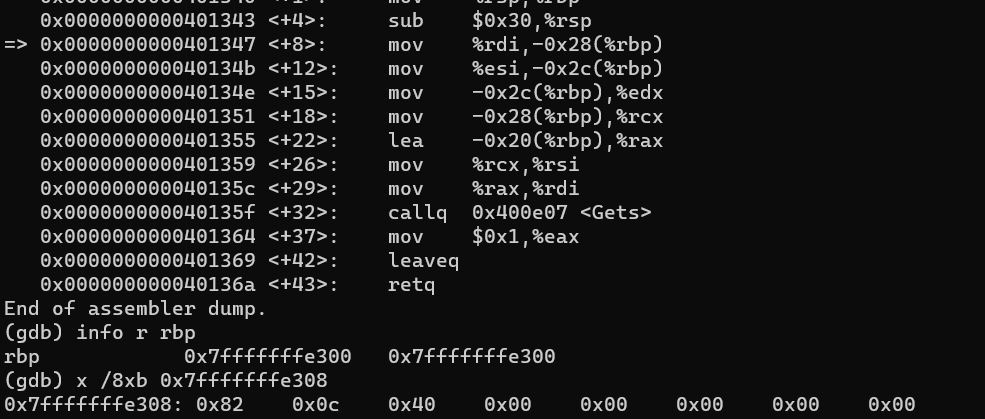 0x0000000000401343 <+4>: sub $0x30,%rsp
=> 0x0000000000401347 <+8>: mov %rdi,-0x28(%rbp)
0x000000000040134b <+12>: mov %esi,-0x2c(%rbp)
0x000000000040134e <+15>: mov -0x2c(%rbp),%edx
0x0000000000401351 <+18>: mov -0x28(%rbp),%rcx
0x0000000000401355 <+22>: lea -0x20(%rbp),%rax
0x0000000000401359 <+26>: mov %rcx,%rsi
0x000000000040135c <+29>: mov %rax,%rdi
0x000000000040135f <+32>: callq 0x400e07 <Gets>
0x0000000000401364 <+37>: mov $0x1,%eax
0x0000000000401369 <+42>: leaveq
0x000000000040136a <+43>: retq
End of assembler dump.
(gdb) info r rbp
rbp 0x7fffffffe300 0x7fffffffe300
(gdb) x /8xb 0x7fffffffe308
0x7fffffffe308: 0x82 0x0c 0x40 0x00 0x00 0x00 0x00 0x00